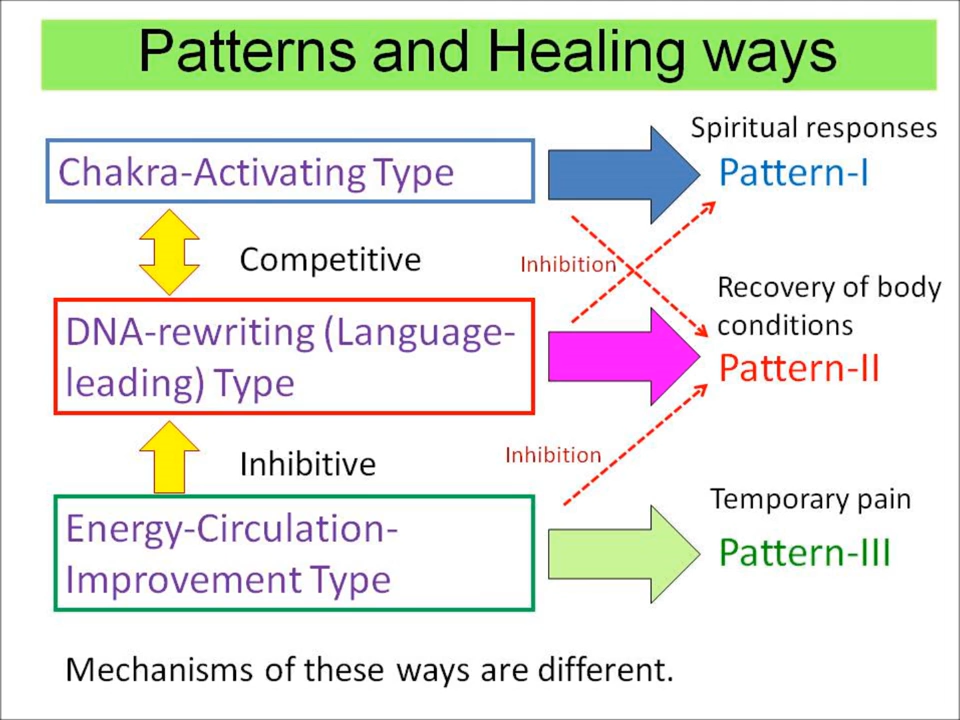 Patterns and Healing ways
Spiritual responses
Chakra-Activating Type
Pattern-I
Competitive
Inhibition
Recovery of body
conditions
DNA-rewriting (Language-
leading) Type
Pattern-II
Inhibitive
Inhibition
Temporary pain
Energy-Circulation-
Improvement Type
Pattern-III
Mechanisms of these ways are different.